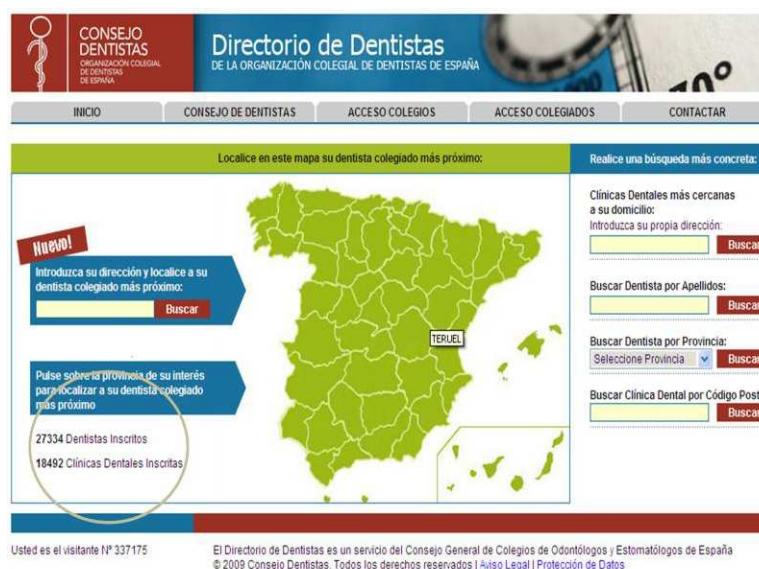 CONSEJO
DENTISTAS
ORGANIZACIÓN COLEGIAL
DE DENTISTAS
DE ESPAÑA
Directorio de Dentistas
DE LA ORGANIZACIÓN COLEGIAL DE DENTISTAS DE ESPAÑA
70º
INICIO
CONSEJO DE DENTISTAS
ACCESO COLEGIOS
ACCESO COLEGIADOS
CONTACTAR
Localice en este mapa su dentista colegiado más próximo:
Nuevo!
Introduzca su dirección y localice a su
dentista colegiado más próximo:
Buscar
Pulse sobre la provincia de su interés
para localizar a su dentista colegiado
más próximo
27334 Dentistas Inscritos
18492 Clínicas Dentales Inscritas
TERUEL
Realice una búsqueda más concreta:
Clínicas Dentales más cercanas
a su domicilio:
Introduzca su propia dirección:
Buscar
Buscar Dentista por Apellidos:
Buscar
Buscar Dentista por Provincia:
Seleccione Provincia
Buscar
Buscar Clínica Dental por Código Post
Buscar
Usted es el visitante Nº 337175
El Directorio de Dentistas es un servicio del Consejo General de Colegios de Odontólogos y Estomatólogos de España
© 2009 Consejo Dentistas. Todos los derechos reservados | Aviso Legal | Protección de Datos